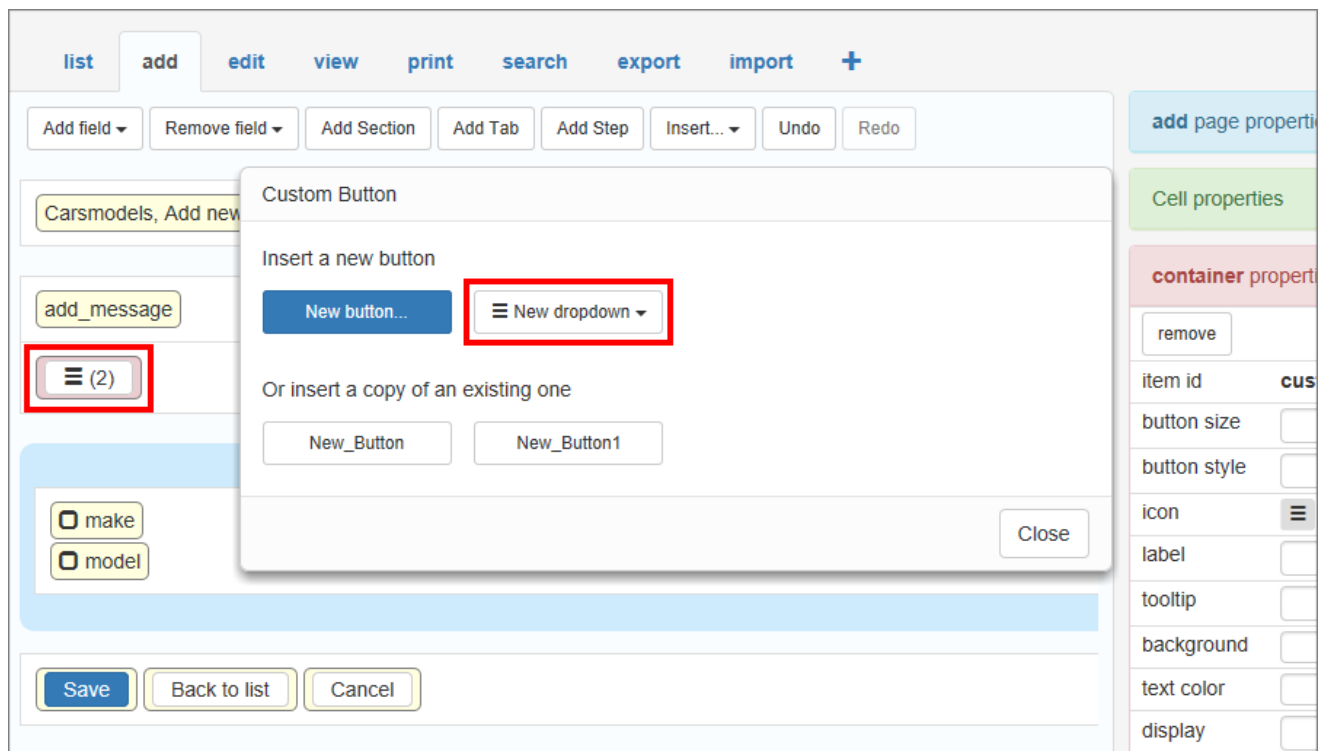 list add edit view print search export import
Add field Remove field Add Section Add Tab Add Step Insert... Undo Redo
add page properti
Cell properties
container properti
remove
item id cus
button size
button style
icon
label
tooltip
background
text color
display
Carsmodels, Add new
add_message
(2)
Custom Button
Insert a new button
New button... New dropdown
Or insert a copy of an existing one
New_Button New_Button1
Close
make
model
Save Back to list Cancel